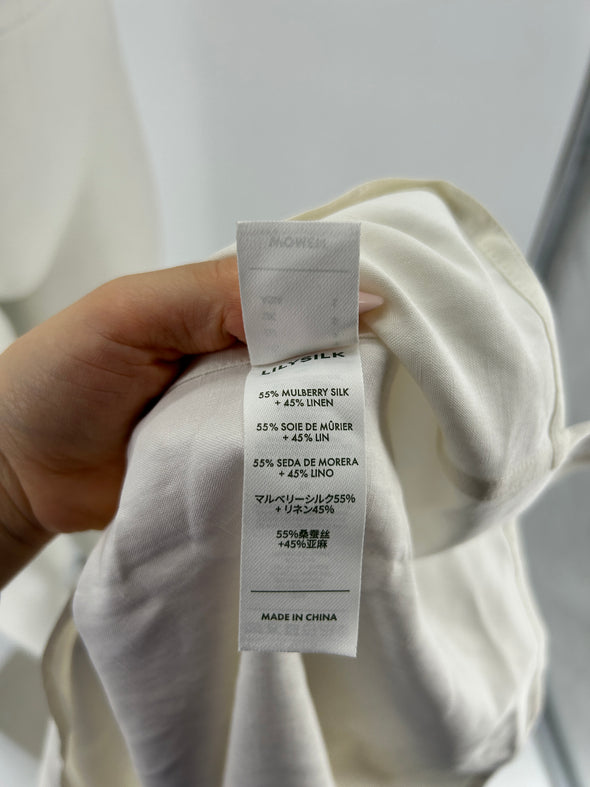 WOMEN
LILYSILK
55% MULBERRY SILK
+ 45% LINEN
55% SOIE DE MÛRIER
+ 45% LIN
55% SEDA DE MORERA
+ 45% LINO
マルベリーシルク55%
+ リネン45%
55%桑蚕丝
+45%亚麻
MADE IN CHINA